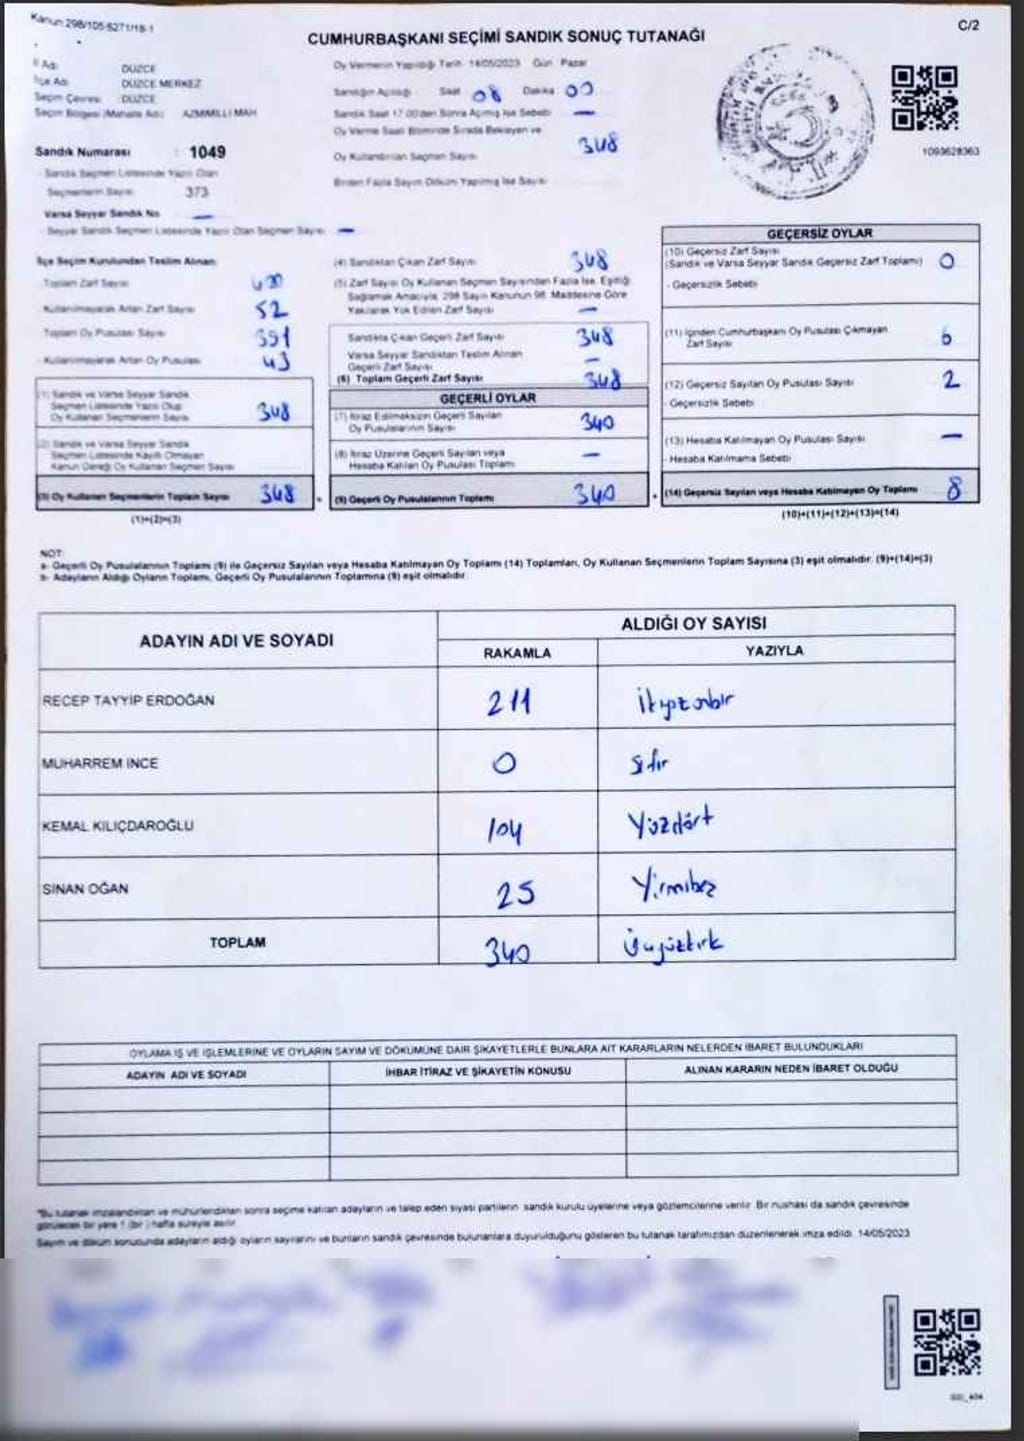 Kanun 298/105-6271/18-1
C/2
CUMHURBAŞKANI SEÇİMİ SANDIK SONUÇ TUTANAĞI
İl Adı DÜZCE
İlçe Adı DÜZCE MERKEZ
Seçim Çevresi DÜZCE
Seçim Bölgesi (Mahalle Adı) AZMİMİLLİ MAH
Oy Vermenin Yapıldığı Tarih 14/05/2023 Gün Pazar
Sandığın Açıldığı Saat 08 Dakika 00
Sandık Saat 17:00'den Sonra Açılmış İse Sebebi —
Oy Verme Saati Bitiminde Sırada Bekleyen ve
Oy Kullandırılan Seçmen Sayısı 348
Birden Fazla Sayım Döküm Yapılmış İse Sayısı
1093628363
Sandık Numarası : 1049
- Sandık Seçmen Listesinde Yazılı Olan
Seçmenlerin Sayısı 373
Varsa Seyyar Sandık No —
- Seyyar Sandık Seçmen Listesinde Yazılı Olan Seçmen Sayısı —
İlçe Seçim Kurulundan Teslim Alınan:
Toplam Zarf Sayısı 400
Kullanılmayarak Artan Zarf Sayısı 52
Toplam Oy Pusulası Sayısı 391
- Kullanılmayarak Artan Oy Pusulası 43
(1) Sandık ve Varsa Seyyar Sandık
Seçmen Listesinde Yazılı Olup
Oy Kullanan Seçmenlerin Sayısı 348
(2) Sandık ve Varsa Seyyar Sandık
Seçmen Listesinde Kayıtlı Olmayan
Kanun Gereği Oy Kullanan Seçmen Sayısı
(3) Oy Kullanan Seçmenlerin Toplam Sayısı 348
(1)+(2)=(3)
(4) Sandıktan Çıkan Zarf Sayısı 348
(5) Zarf Sayısı Oy Kullanan Seçmen Sayısından Fazla İse, Eşitliği
Sağlamak Amacıyla, 298 Sayılı Kanunun 98. Maddesine Göre
Yakılarak Yok Edilen Zarf Sayısı —
Sandıkta Çıkan Geçerli Zarf Sayısı 348
Varsa Seyyar Sandıktan Teslim Alınan
Geçerli Zarf Sayısı —
(6) Toplam Geçerli Zarf Sayısı 348
GEÇERLİ OYLAR
(7) İtiraz Edilmeksizin Geçerli Sayılan
Oy Pusulalarının Sayısı 340
(8) İtiraz Üzerine Geçerli Sayılan veya
Hesaba Katılan Oy Pusulası Toplamı —
(9) Geçerli Oy Pusulalarının Toplamı 340
GEÇERSİZ OYLAR
(10) Geçersiz Zarf Sayısı
(Sandık ve Varsa Seyyar Sandık Geçersiz Zarf Toplamı) 0
- Geçersizlik Sebebi
(11) İçinden Cumhurbaşkanı Oy Pusulası Çıkmayan
Zarf Sayısı 6
(12) Geçersiz Sayılan Oy Pusulası Sayısı 2
- Geçersizlik Sebebi
(13) Hesaba Katılmayan Oy Pusulası Sayısı —
- Hesaba Katılmama Sebebi
(14) Geçersiz Sayılan veya Hesaba Katılmayan Oy Toplamı 8
(10)+(11)+(12)+(13)=(14)
NOT:
a- Geçerli Oy Pusulalarının Toplamı (9) ile Geçersiz Sayılan veya Hesaba Katılmayan Oy Toplamı (14) Toplamları, Oy Kullanan Seçmenlerin Toplam Sayısına (3) eşit olmalıdır. (9)+(14)=(3)
b- Adayların Aldığı Oyların Toplamı, Geçerli Oy Pusulalarının Toplamına (9) eşit olmalıdır.
ADAYIN ADI VE SOYADI
ALDIĞI OY SAYISI
RAKAMLA YAZIYLA
RECEP TAYYİP ERDOĞAN 211 İkiyüzonbir
MUHARREM İNCE 0 Sıfır
KEMAL KILIÇDAROĞLU 104 Yüzdört
SİNAN OĞAN 25 Yirmibeş
TOPLAM 340 Üçyüzkırk
OYLAMA İŞ VE İŞLEMLERİNE VE OYLARIN SAYIM VE DÖKÜMÜNE DAİR ŞİKAYETLERLE BUNLARA AİT KARARLARIN NELERDEN İBARET BULUNDUKLARI
ADAYIN ADI VE SOYADI İHBAR İTİRAZ VE ŞİKAYETİN KONUSU ALINAN KARARIN NEDEN İBARET OLDUĞU
*Bu tutanak imzalandıktan ve mühürlendikten sonra seçime katılan adayların ve talep eden siyasi partilerin sandık kurulu üyelerine veya gözlemcilerine verilir. Bir nüshası da sandık çevresinde
görülecek bir yere 1 (bir) hafta süreyle asılır.
Sayım ve döküm sonucunda adayların aldığı oyların sayılarını ve bunların sandık çevresinde bulunanlara duyurulduğunu gösteren bu tutanak tarafımızdan düzenlenerek imza edildi. 14/05/2023